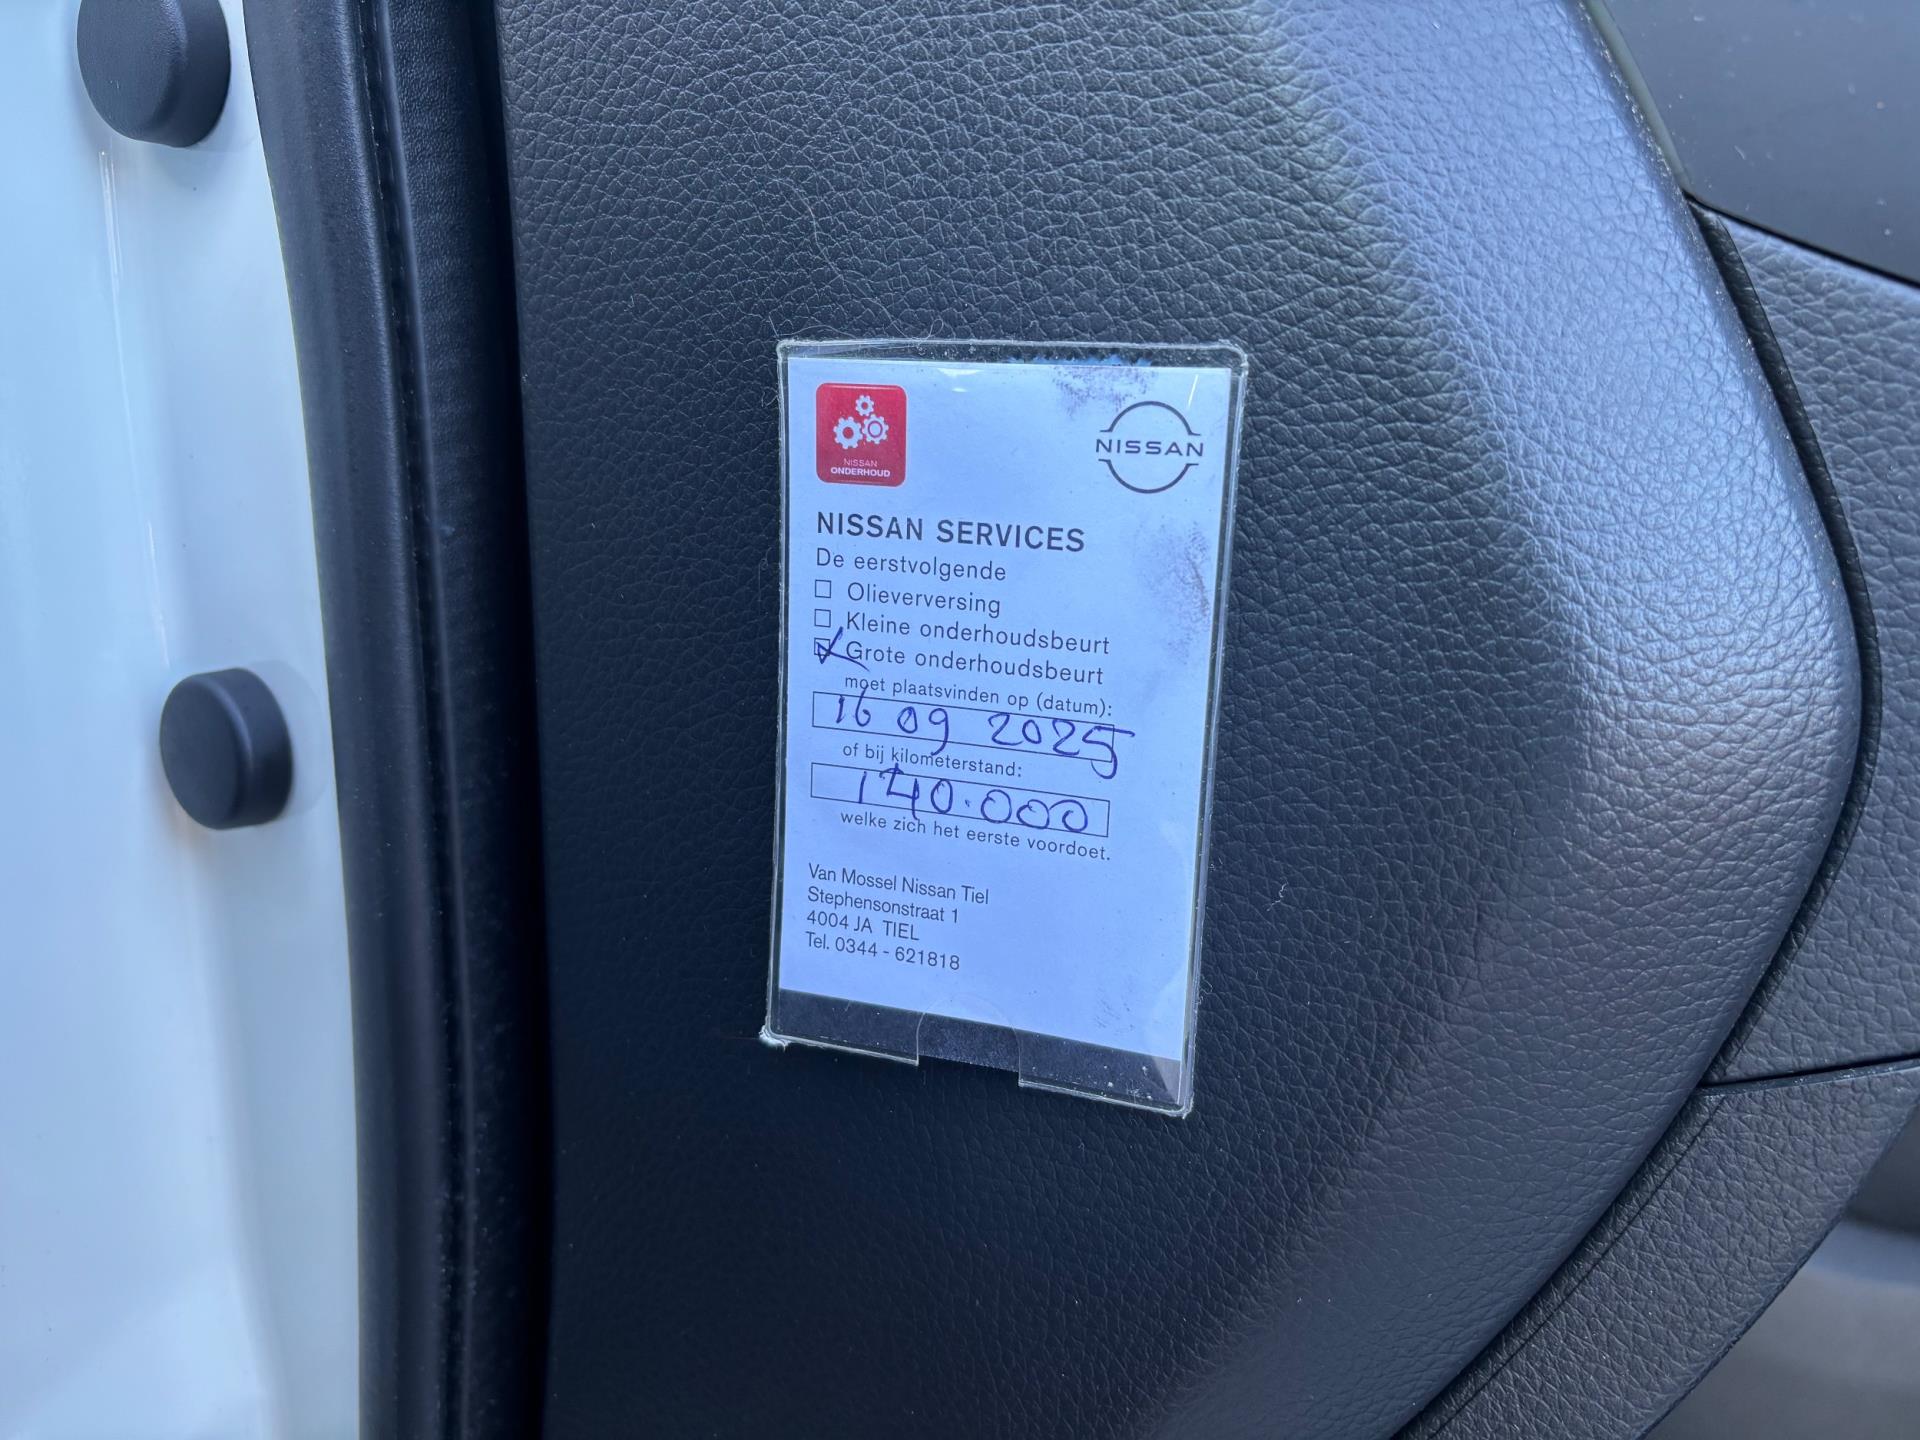 NISSAN
ONDERHOUD
NISSAN
NISSAN SERVICES
De eerstvolgende
Olieverversing
Kleine onderhoudsbeurt
Grote onderhoudsbeurt
moet plaatsvinden op (datum):
16 09 2025
of bij kilometerstand:
140.000
welke zich het eerste voordoet.
Van Mossel Nissan Tiel
Stephensonstraat 1
4004 JA TIEL
Tel. 0344 - 621818